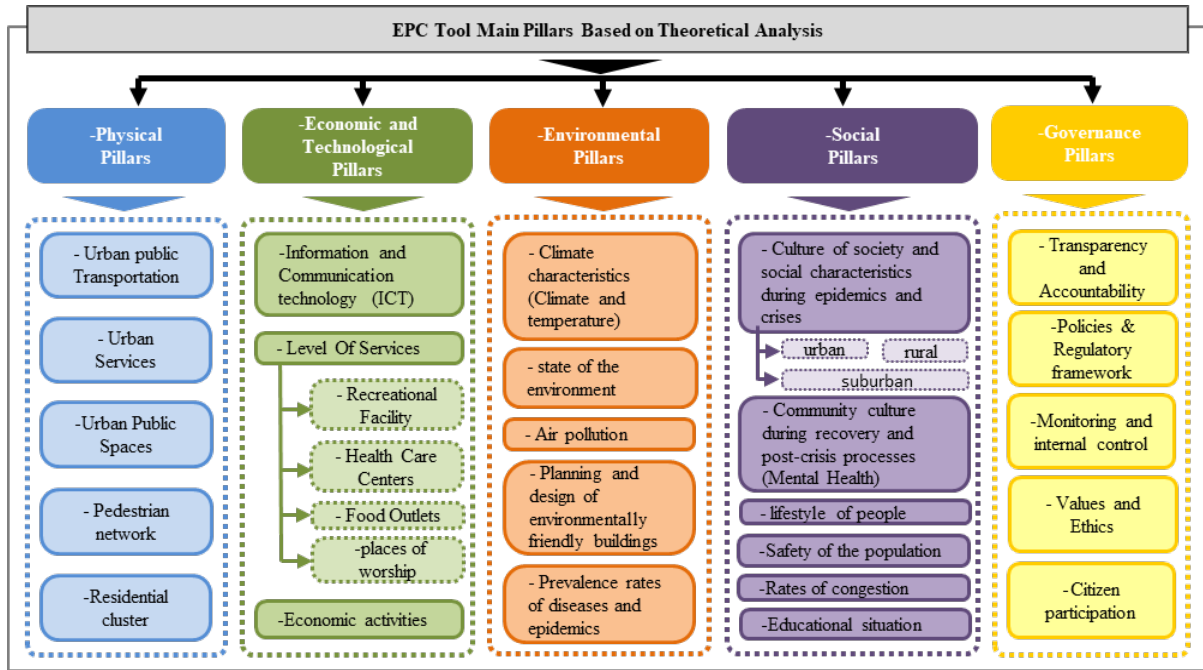 EPC Tool Main Pillars Based on Theoretical Analysis
-Physical
Pillars
- Urban public
Transportation
- Urban
Services
-Urban Public
Spaces
- Pedestrian
network
-Residential
cluster
-Economic and
Technological
Pillars
-Information and
Communication
technology (ICT)
- Level Of Services
- Recreational
Facility
- Health Care
Centers
- Food Outlets
-places of
worship
-Economic activities
-Environmental
Pillars
- Climate
characteristics
(Climate and
temperature)
- state of the
environment
- Air pollution
- Planning and
design of
environmentally
friendly buildings
- Prevalence rates
of diseases and
epidemics
-Social
Pillars
- Culture of society and
social characteristics
during epidemics and
crises
urban
rural
suburban
- Community culture
during recovery and
post-crisis processes
(Mental Health)
- lifestyle of people
-Safety of the population
-Rates of congestion
-Educational situation
-Governance
Pillars
- Transparency
and
Accountability
-Policies &
Regulatory
framework
-Monitoring and
internal control
- Values and
Ethics
- Citizen
participation